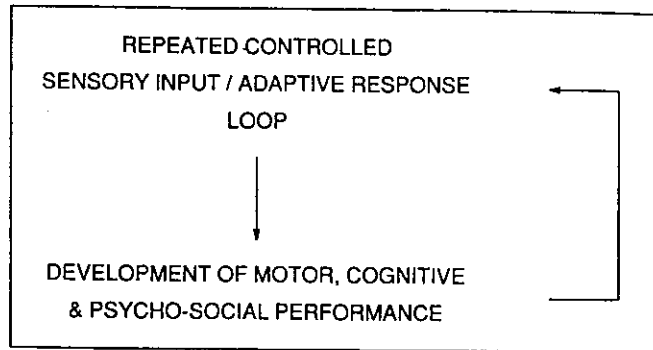 REPEATED CONTROLLED
SENSORY INPUT / ADAPTIVE RESPONSE
LOOP
DEVELOPMENT OF MOTOR, COGNITIVE
& PSYCHO-SOCIAL PERFORMANCE